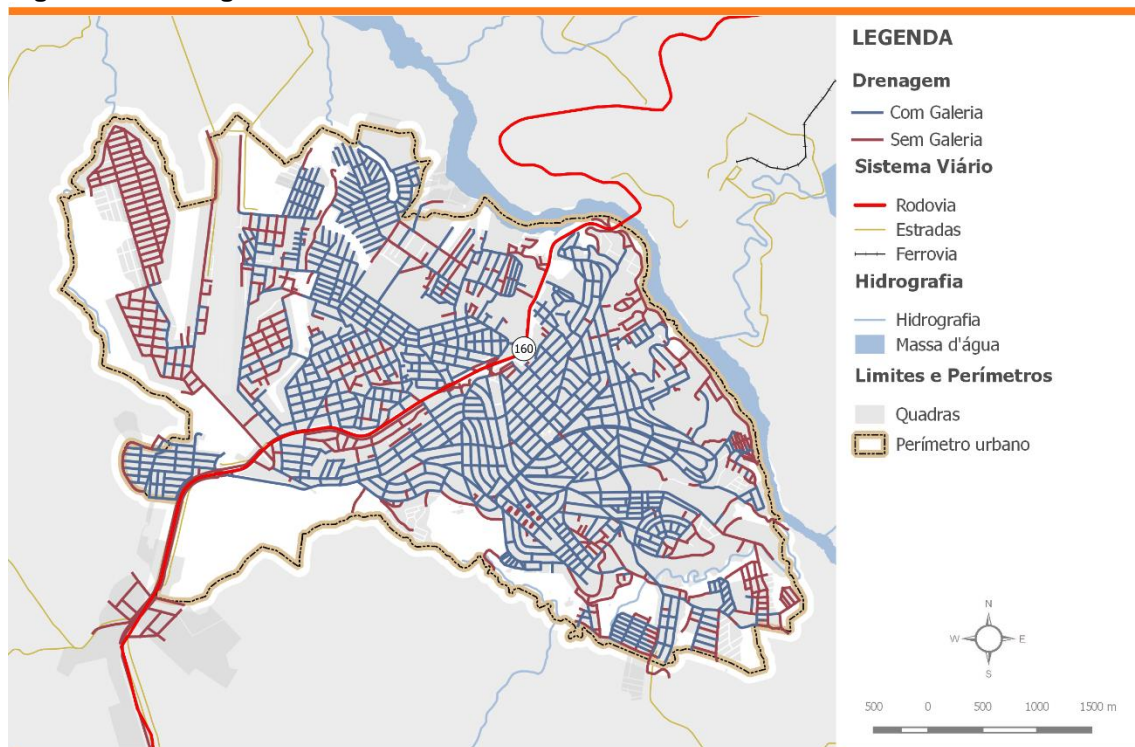 LEGENDA
Drenagem
Com Galeria
Sem Galeria
Sistema Viário
Rodovia
Estradas
Ferrovia
Hidrografia
Hidrografia
Massa d'água
Limites e Perímetros
Quadras
Perímetro urbano
160
N
W E
S
500 0 500 1000 1500 m